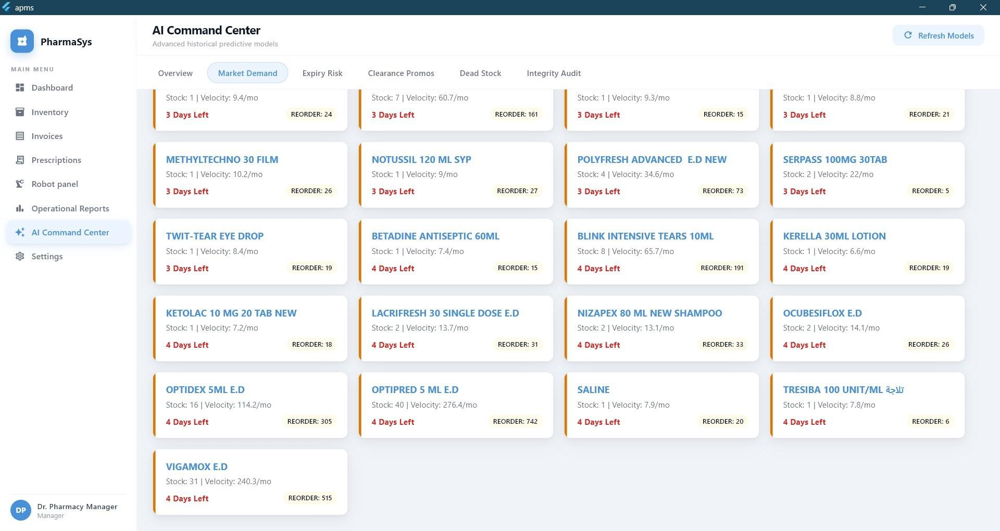 apms
PharmaSys
MAIN MENU
Dashboard
Inventory
Invoices
Prescriptions
Robot panel
Operational Reports
AI Command Center
Settings
DP
Dr. Pharmacy Manager
Manager
AI Command Center
Advanced historical predictive models
Refresh Models
Overview
Market Demand
Expiry Risk
Clearance Promos
Dead Stock
Integrity Audit
Stock: 1 | Velocity: 9.4/mo
3 Days Left
REORDER: 24
Stock: 7 | Velocity: 60.7/mo
3 Days Left
REORDER: 161
Stock: 1 | Velocity: 9.3/mo
3 Days Left
REORDER: 15
Stock: 1 | Velocity: 8.8/mo
3 Days Left
REORDER: 21
METHYLTECHNO 30 FILM
Stock: 1 | Velocity: 10.2/mo
3 Days Left
REORDER: 26
NOTUSSIL 120 ML SYP
Stock: 1 | Velocity: 9/mo
3 Days Left
REORDER: 27
POLYFRESH ADVANCED  E.D NEW
Stock: 4 | Velocity: 34.6/mo
3 Days Left
REORDER: 73
SERPASS 100MG 30TAB
Stock: 2 | Velocity: 22/mo
3 Days Left
REORDER: 5
TWIT-TEAR EYE DROP
Stock: 1 | Velocity: 8.4/mo
3 Days Left
REORDER: 19
BETADINE ANTISEPTIC 60ML
Stock: 1 | Velocity: 7.4/mo
4 Days Left
REORDER: 15
BLINK INTENSIVE TEARS 10ML
Stock: 8 | Velocity: 65.7/mo
4 Days Left
REORDER: 191
KERELLA 30ML LOTION
Stock: 1 | Velocity: 6.6/mo
4 Days Left
REORDER: 19
KETOLAC 10 MG 20 TAB NEW
Stock: 1 | Velocity: 7.2/mo
4 Days Left
REORDER: 18
LACRIFRESH 30 SINGLE DOSE E.D
Stock: 2 | Velocity: 13.7/mo
4 Days Left
REORDER: 31
NIZAPEX 80 ML NEW SHAMPOO
Stock: 2 | Velocity: 13.1/mo
4 Days Left
REORDER: 33
OCUBESIFLOX E.D
Stock: 2 | Velocity: 14.1/mo
4 Days Left
REORDER: 26
OPTIDEX 5ML E.D
Stock: 16 | Velocity: 114.2/mo
4 Days Left
REORDER: 305
OPTIPRED 5 ML E.D
Stock: 40 | Velocity: 276.4/mo
4 Days Left
REORDER: 742
SALINE
Stock: 1 | Velocity: 7.9/mo
4 Days Left
REORDER: 20
TRESIBA 100 UNIT/ML تلاجة
Stock: 1 | Velocity: 7.8/mo
4 Days Left
REORDER: 6
VIGAMOX E.D
Stock: 31 | Velocity: 240.3/mo
4 Days Left
REORDER: 515